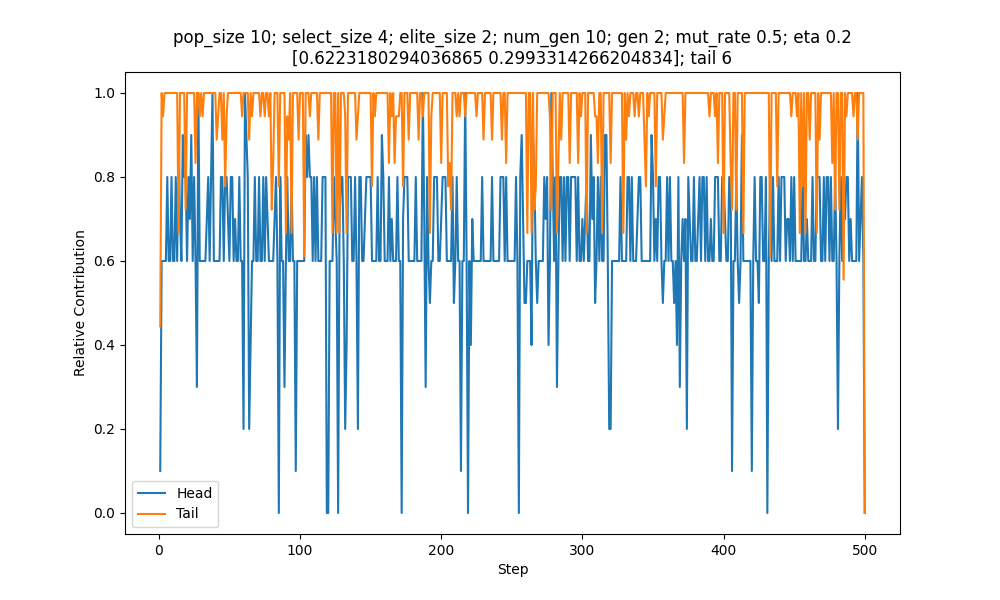 pop_size 10; select_size 4; elite_size 2; num_gen 10; gen 2; mut_rate 0.5; eta 0.2
[0.6223180294036865 0.2993314266204834]; tail 6
1.0
0.8
0.6
0.4
0.2
0.0
Relative Contribution
Head
Tail
0
100
200
300
400
500
Step